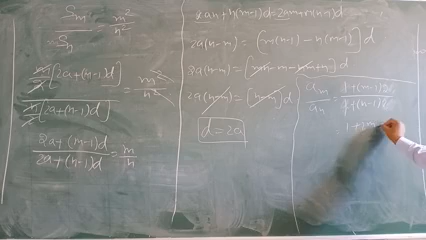 Sm/Sn = m²/n²
m/2[2a+(m-1)d] / n/2[2a+(n-1)d] = m²/n²
2a+(m-1)d / 2a+(n-1)d = m/n
2an+n(m-1)d = 2am+m(n-1)d
2a(n-m) = [m(n-1) - n(m-1)]d
2a(n-m) = [mn-m-mn+n]d
2a(n-m) = [n-m]d
d = 2a
am/an =
1+